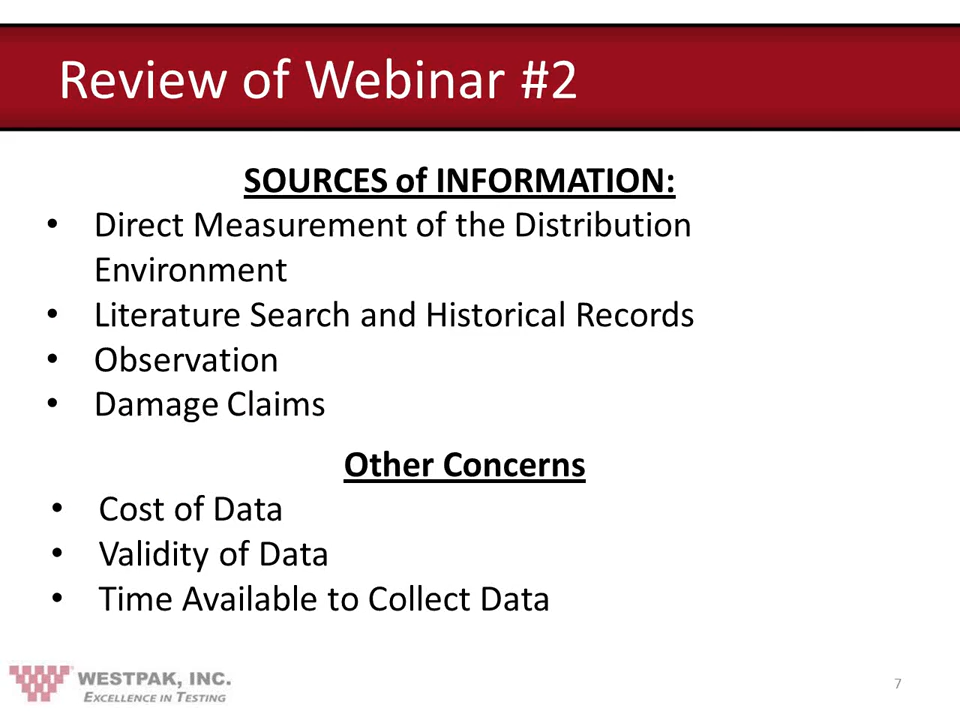 Review of Webinar #2
SOURCES of INFORMATION:
• Direct Measurement of the Distribution
Environment
• Literature Search and Historical Records
• Observation
• Damage Claims
Other Concerns
• Cost of Data
• Validity of Data
• Time Available to Collect Data
WESTPAK, INC.
EXCELLENCE IN TESTING
7